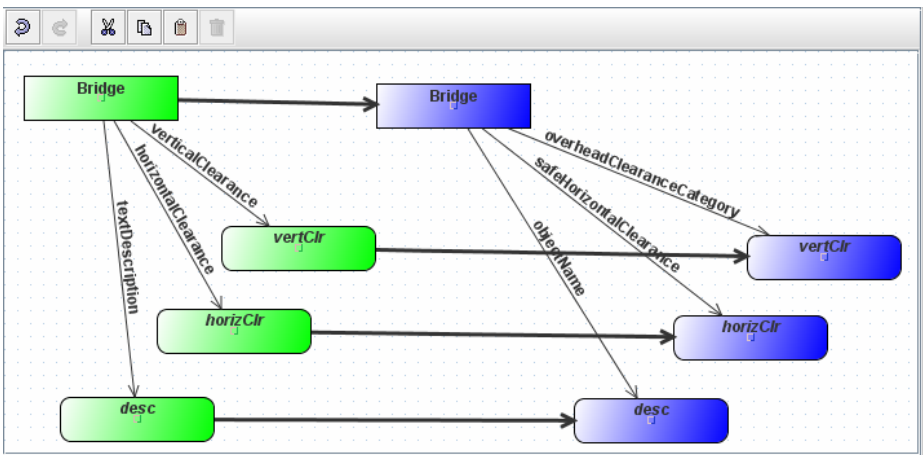 Bridge
Bridge
verticalClearance
horizontalClearance
textDescription
overheadClearanceCategory
safeHorizontalClearance
objectName
vertClr
vertClr
horizClr
horizClr
desc
desc